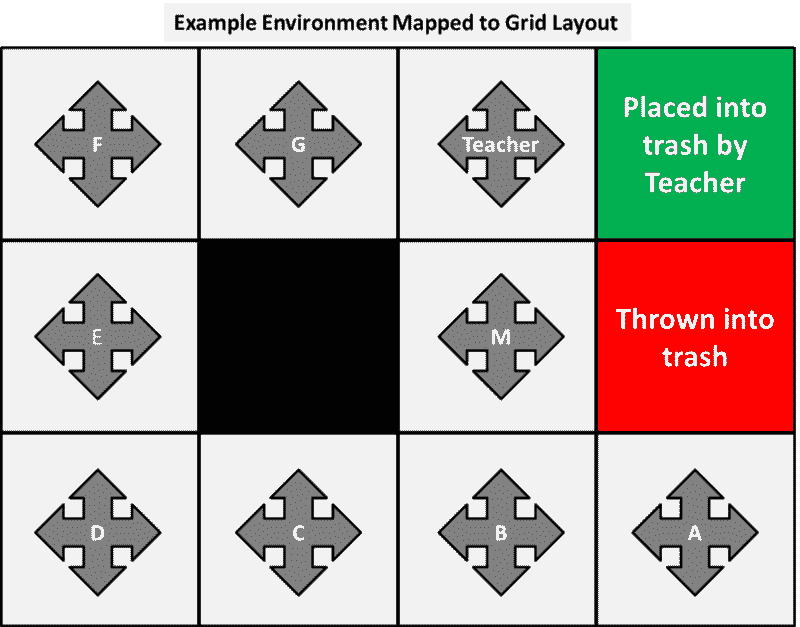 Example Environment Mapped to Grid Layout
F
G
Teacher
Placed into
trash by
Teacher
E
M
Thrown into
trash
D
C
B
A